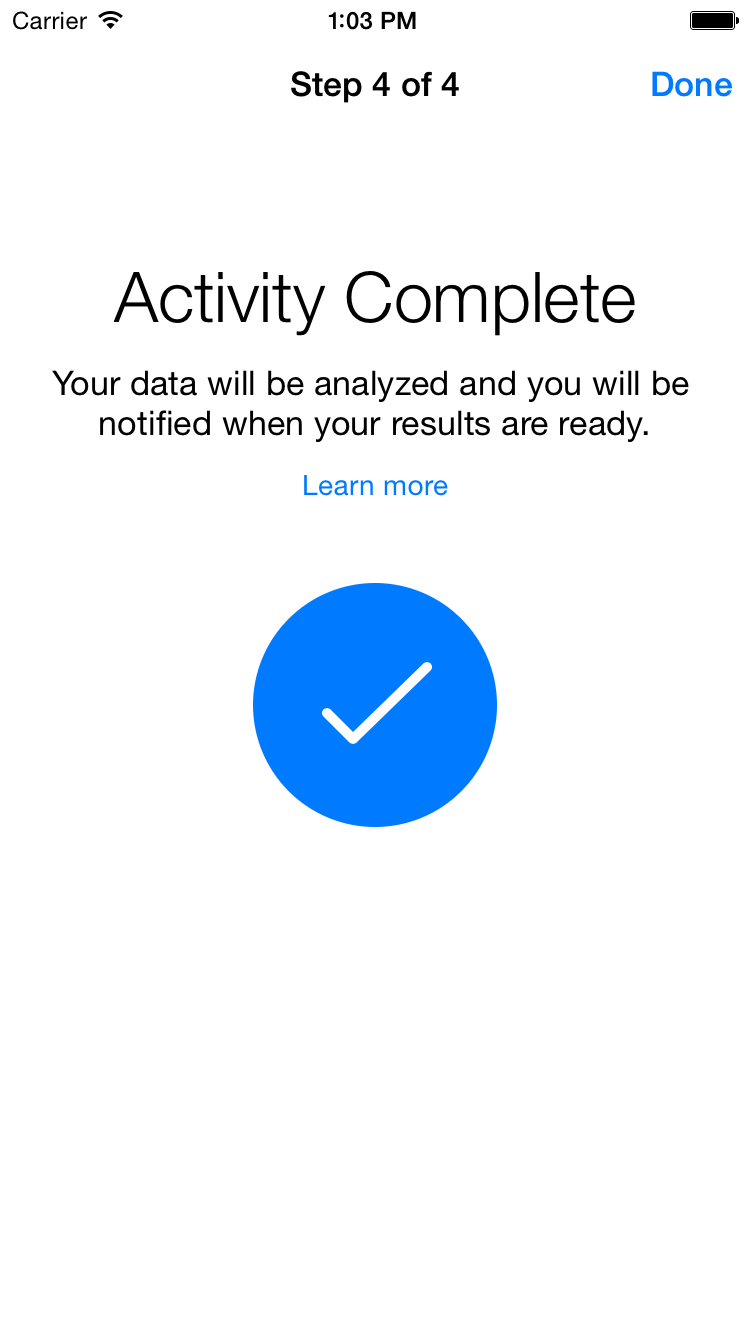 Carrier 1:03 PM
Step 4 of 4 Done
Activity Complete
Your data will be analyzed and you will be
notified when your results are ready.
Learn more